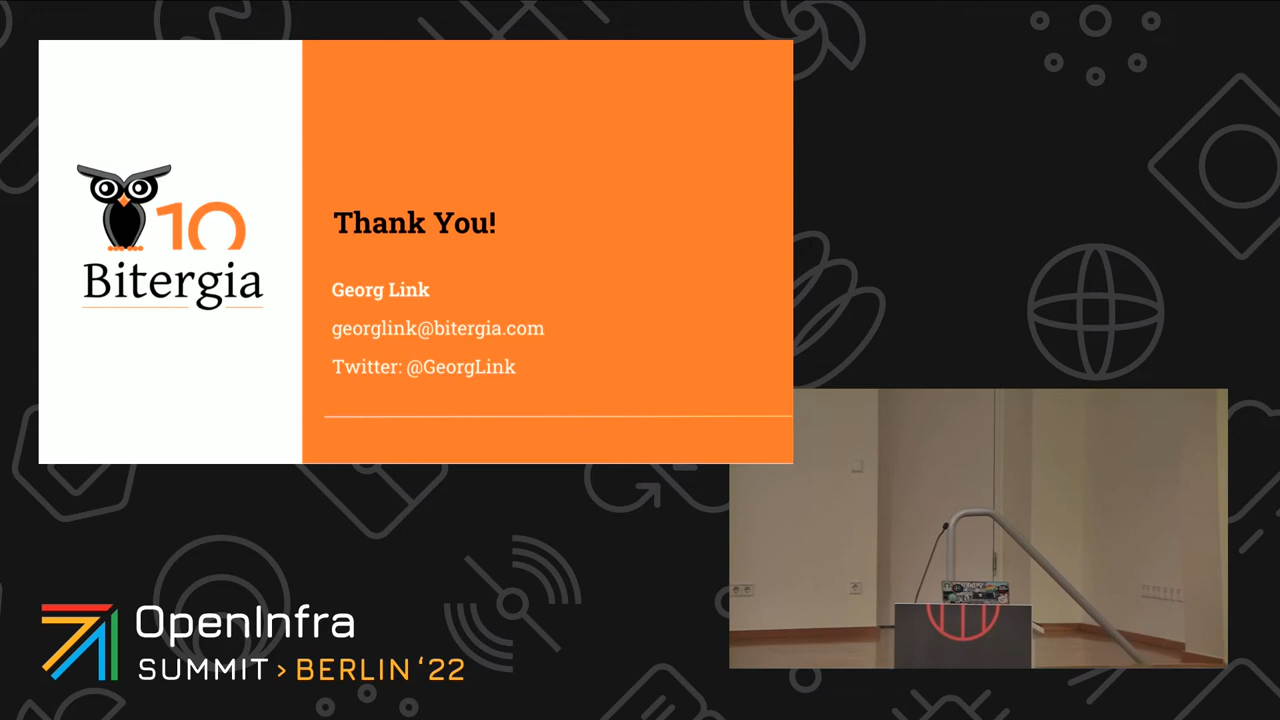 10
Bitergia
Thank You!
Georg Link
georglink@bitergia.com
Twitter: @GeorgLink
OpenInfra
SUMMIT > BERLIN ‘22